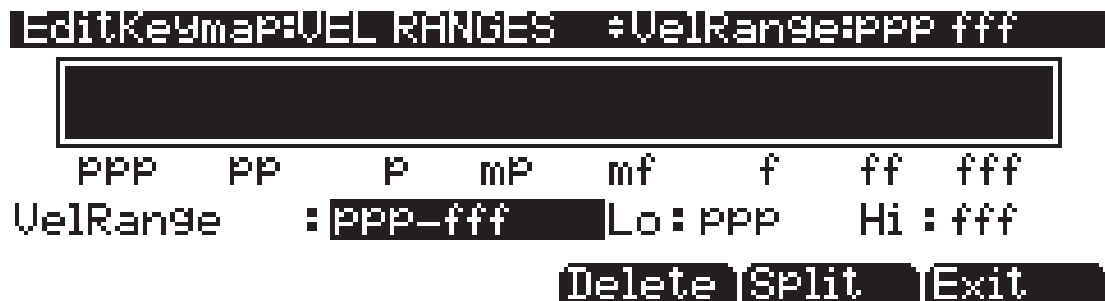 EditKeymap:VEL RANGES ♦VelRange:ppp fff
ppp pp p mp mf f ff fff
VelRange :ppp-fff Lo:ppp Hi:fff
Delete Split Exit